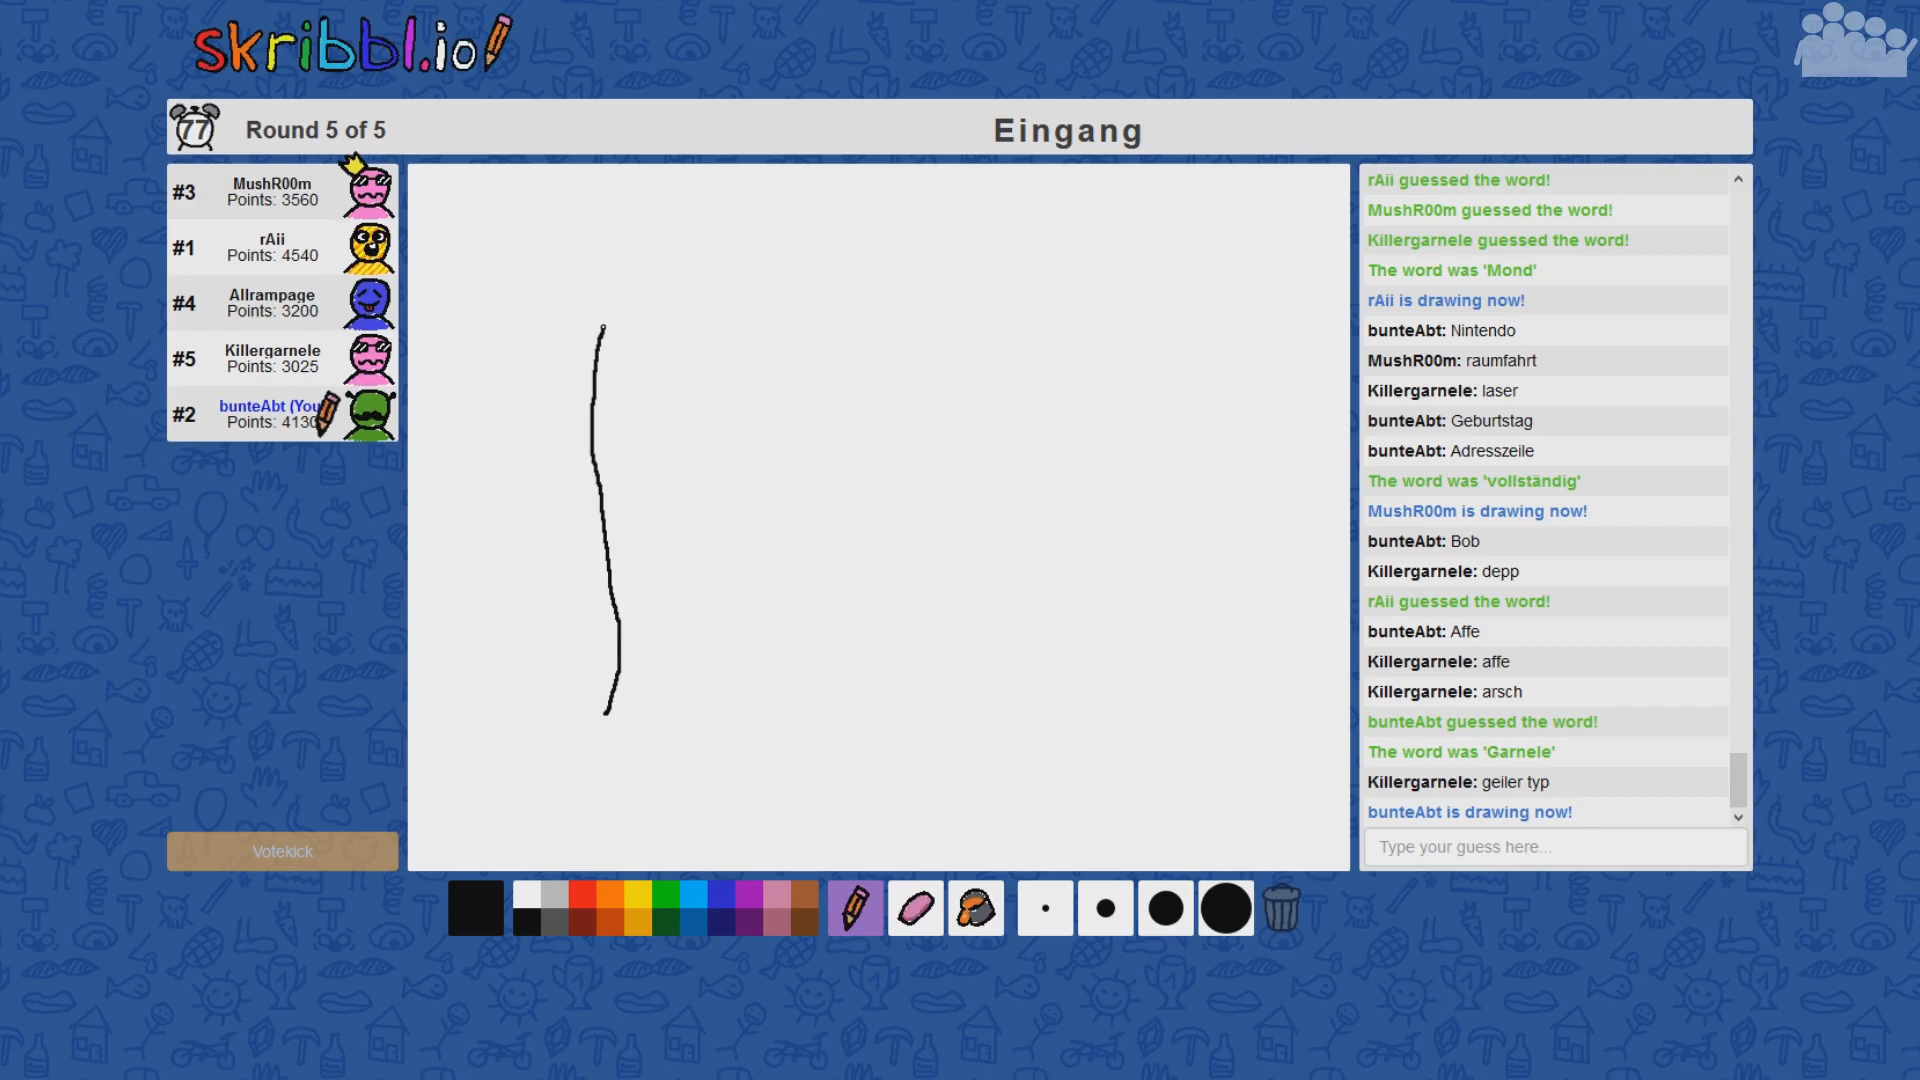 skribbl.io
77
Round 5 of 5
Eingang
#3
MushR00m
Points: 3560
#1
rAii
Points: 4540
#4
Allrampage
Points: 3200
#5
Killergarnele
Points: 3025
#2
bunteAbt (You
Points: 4130
Votekick
rAii guessed the word!
MushR00m guessed the word!
Killergarnele guessed the word!
The word was 'Mond'
rAii is drawing now!
bunteAbt: Nintendo
MushR00m: raumfahrt
Killergarnele: laser
bunteAbt: Geburtstag
bunteAbt: Adresszeile
The word was 'vollständig'
MushR00m is drawing now!
bunteAbt: Bob
Killergarnele: depp
rAii guessed the word!
bunteAbt: Affe
Killergarnele: affe
Killergarnele: arsch
bunteAbt guessed the word!
The word was 'Garnele'
Killergarnele: geiler typ
bunteAbt is drawing now!
Type your guess here...